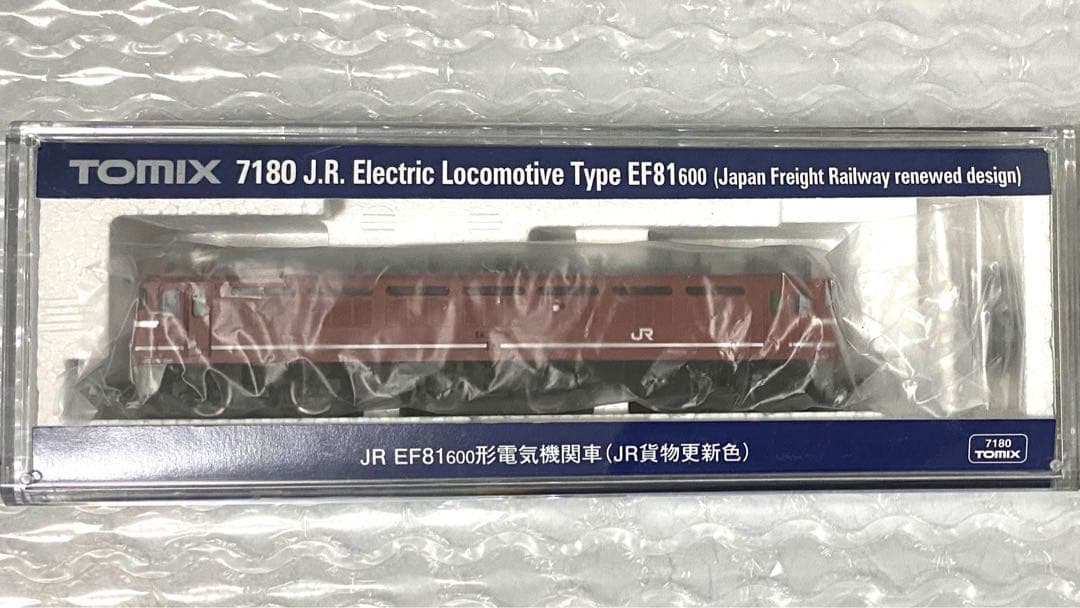 TOMIX 7180 J.R. Electric Locomotive Type EF81600 (Japan Freight Railway renewed design)
JR
JR EF81600形電気機関車(JR貨物更新色)
7180
TOMIX